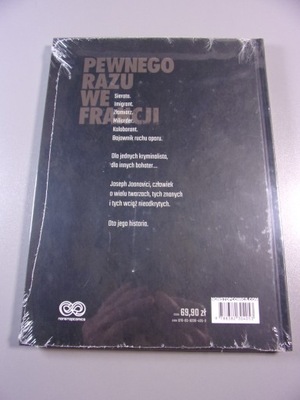 PEWNEGO
RAZU
WE
FRANCJI
Sierota.
Imigrant.
Złomiarz.
Milioner.
Kolaborant.
Bojownik ruchu oporu.
Dla jednych kryminalista,
dla innych bohater...
Joseph Joanovici, człowiek
o wielu twarzach, tych znanych
i tych wciąż nieodkrytych.
Oto jego historia.
69,90 zł